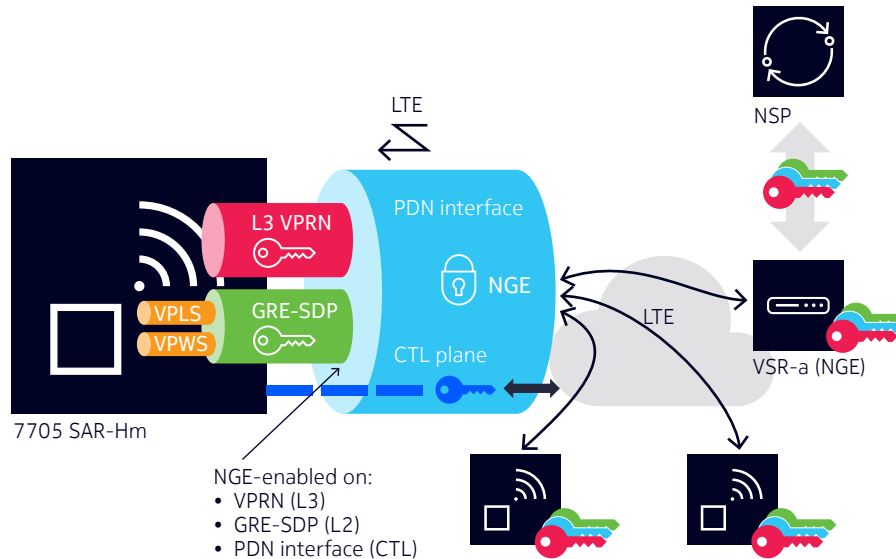 NSP
LTE
L3 VPRN
PDN interface
NGE
GRE-SDP
VPLS
VPWS
LTE
CTL plane
VSR-a (NGE)
7705 SAR-Hm
NGE-enabled on:
• VPRN (L3)
• GRE-SDP (L2)
• PDN interface (CTL)